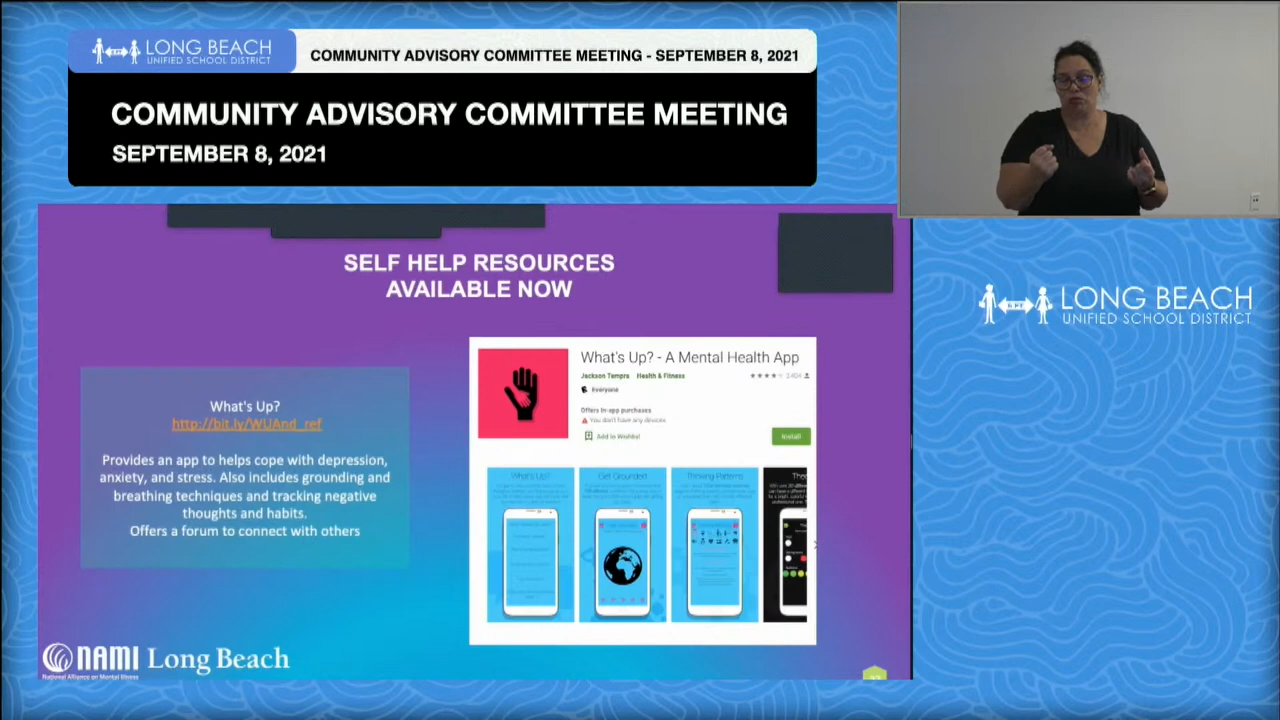 LONG BEACH
UNIFIED SCHOOL DISTRICT
COMMUNITY ADVISORY COMMITTEE MEETING - SEPTEMBER 8, 2021
COMMUNITY ADVISORY COMMITTEE MEETING
SEPTEMBER 8, 2021
SELF HELP RESOURCES
AVAILABLE NOW
What's Up?
http://bit.ly/WUAnd_ref
Provides an app to helps cope with depression,
anxiety, and stress. Also includes grounding and
breathing techniques and tracking negative
thoughts and habits.
Offers a forum to connect with others
What's Up? - A Mental Health App
Jackson Tempra Health & Fitness
Everyone
Offers in-app purchases
You don't have any devices
Add to Wishlist
Install
What's Up?
Get Grounded
Thinking Patterns
NAMI Long Beach
National Alliance on Mental Illness
LONG BEACH
UNIFIED SCHOOL DISTRICT